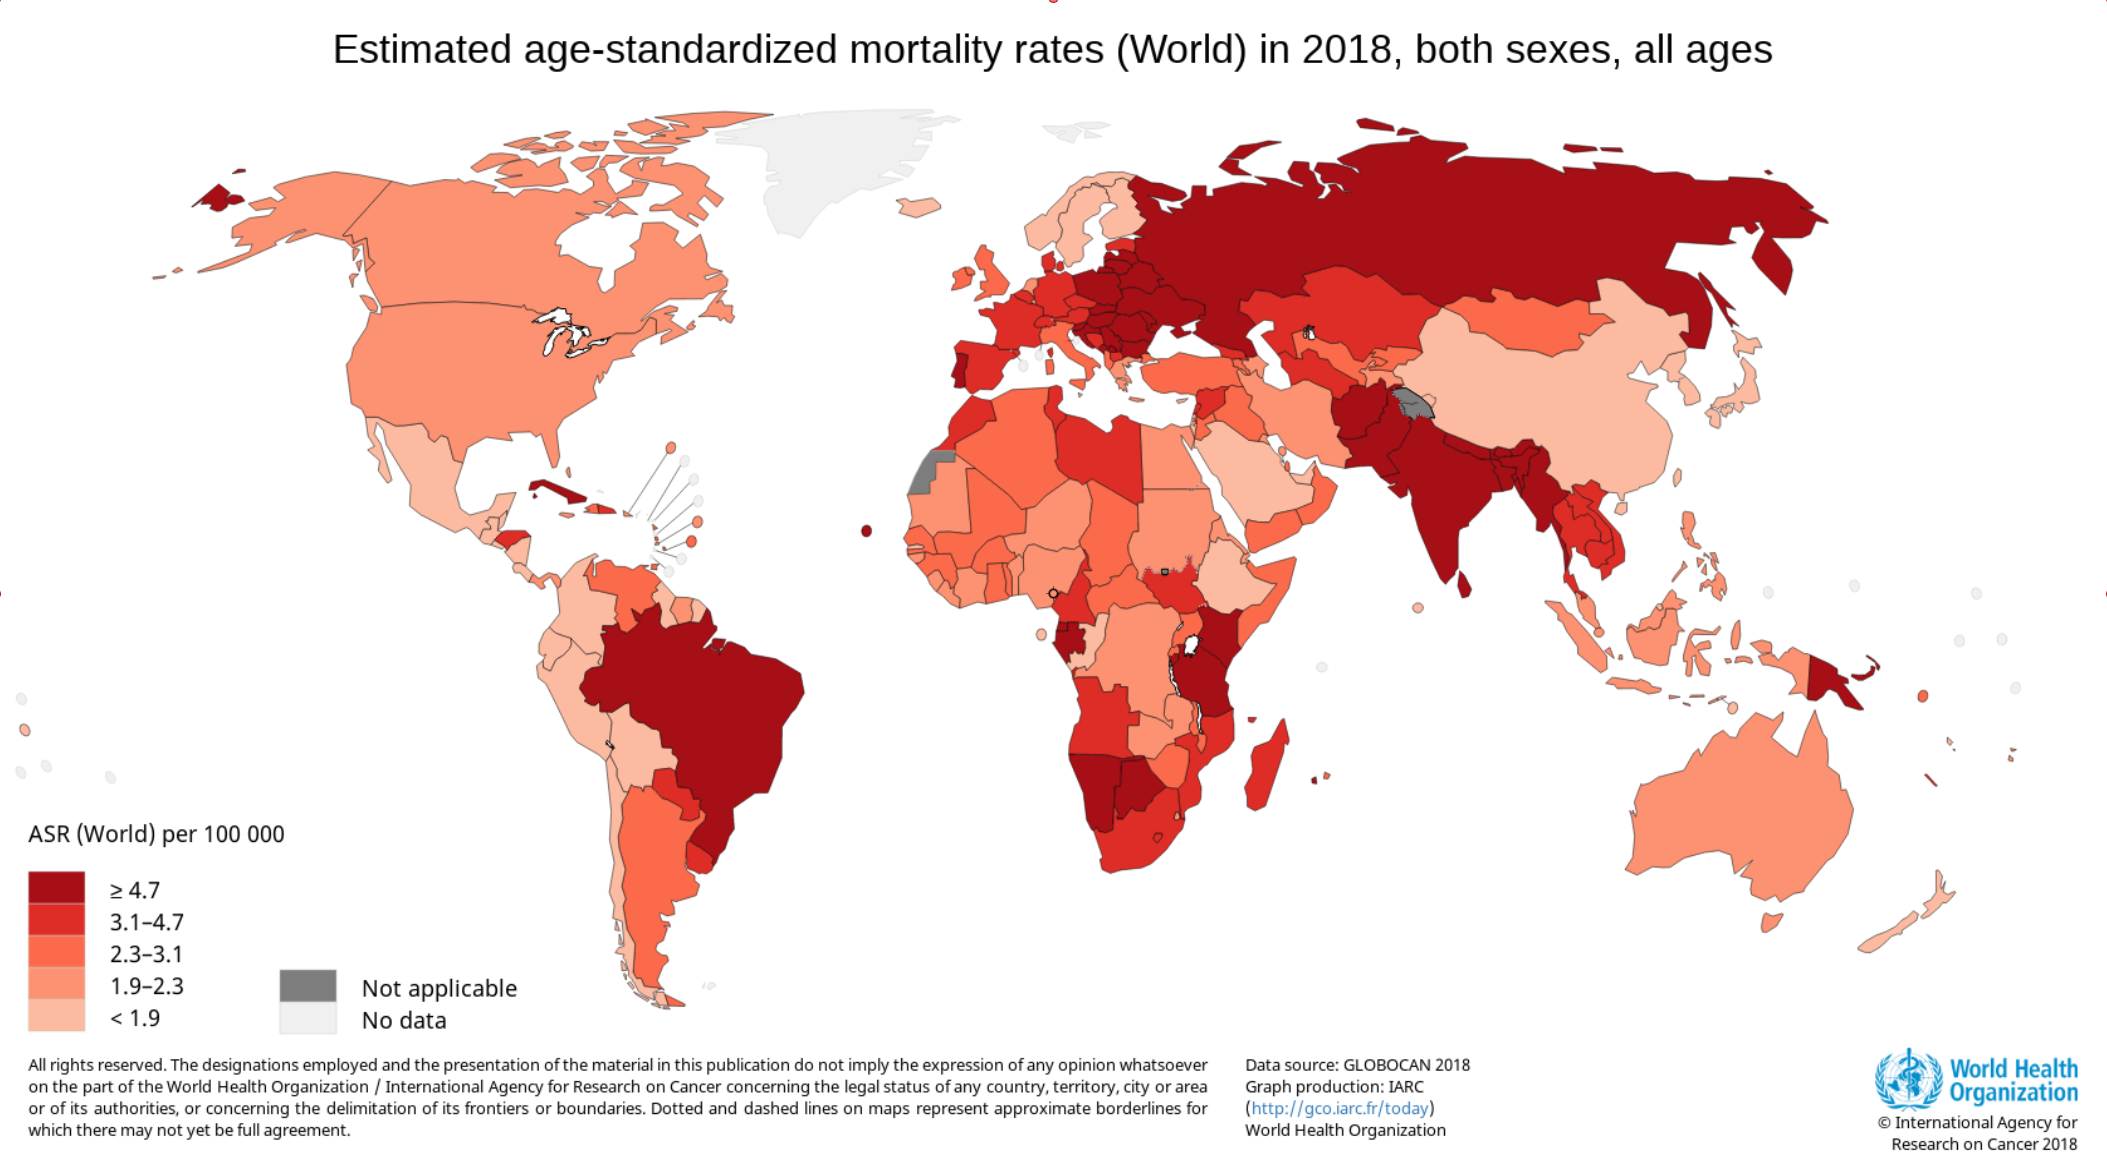 Estimated age-standardized mortality rates (World) in 2018, both sexes, all ages
ASR (World) per 100 000
≥ 4.7
3.1–4.7
2.3–3.1
1.9–2.3
< 1.9
Not applicable
No data
All rights reserved. The designations employed and the presentation of the material in this publication do not imply the expression of any opinion whatsoever
on the part of the World Health Organization / International Agency for Research on Cancer concerning the legal status of any country, territory, city or area
or of its authorities, or concerning the delimitation of its frontiers or boundaries. Dotted and dashed lines on maps represent approximate borderlines for
which there may not yet be full agreement.
Data source: GLOBOCAN 2018
Graph production: IARC
(http://gco.iarc.fr/today)
World Health Organization
World Health
Organization
© International Agency for
Research on Cancer 2018